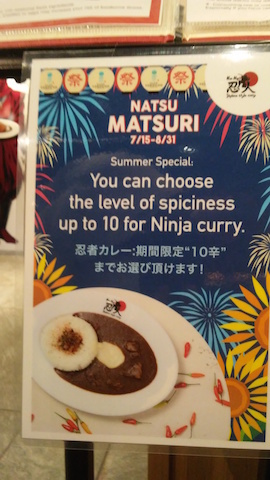 祭 祭
NATSU
MATSURI
7/15-8/31
Summer Special:
You can choose
the level of spiciness
up to 10 for Ninja curry.
忍者カレー:期間限定“10辛”
までお選び頂けます!